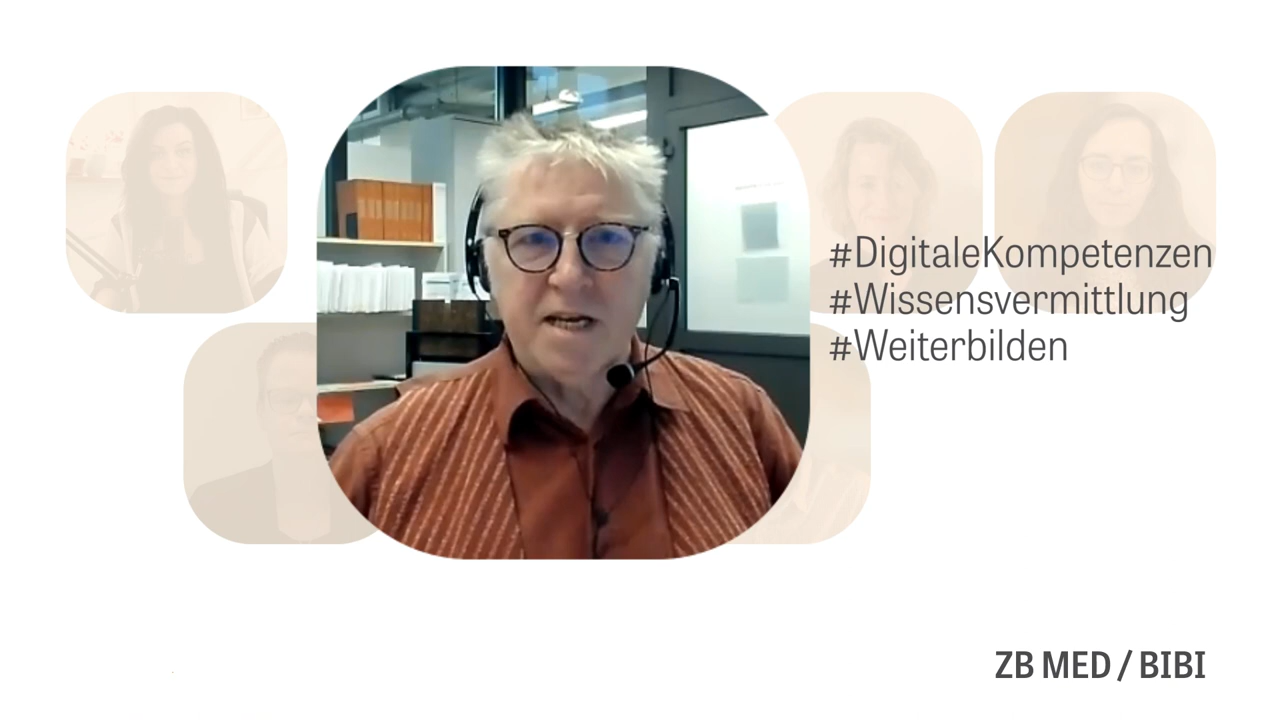 #DigitaleKompetenzen
#Wissensvermittlung
#Weiterbilden
ZB MED / BIBI